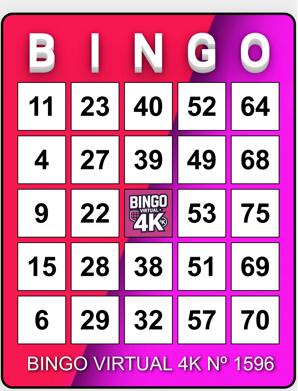 B I N G O
11 23 40 52 64
4 27 39 49 68
9 22 BINGO VIRTUAL 4K 53 75
15 28 38 51 69
6 29 32 57 70
BINGO VIRTUAL 4K Nº 1596